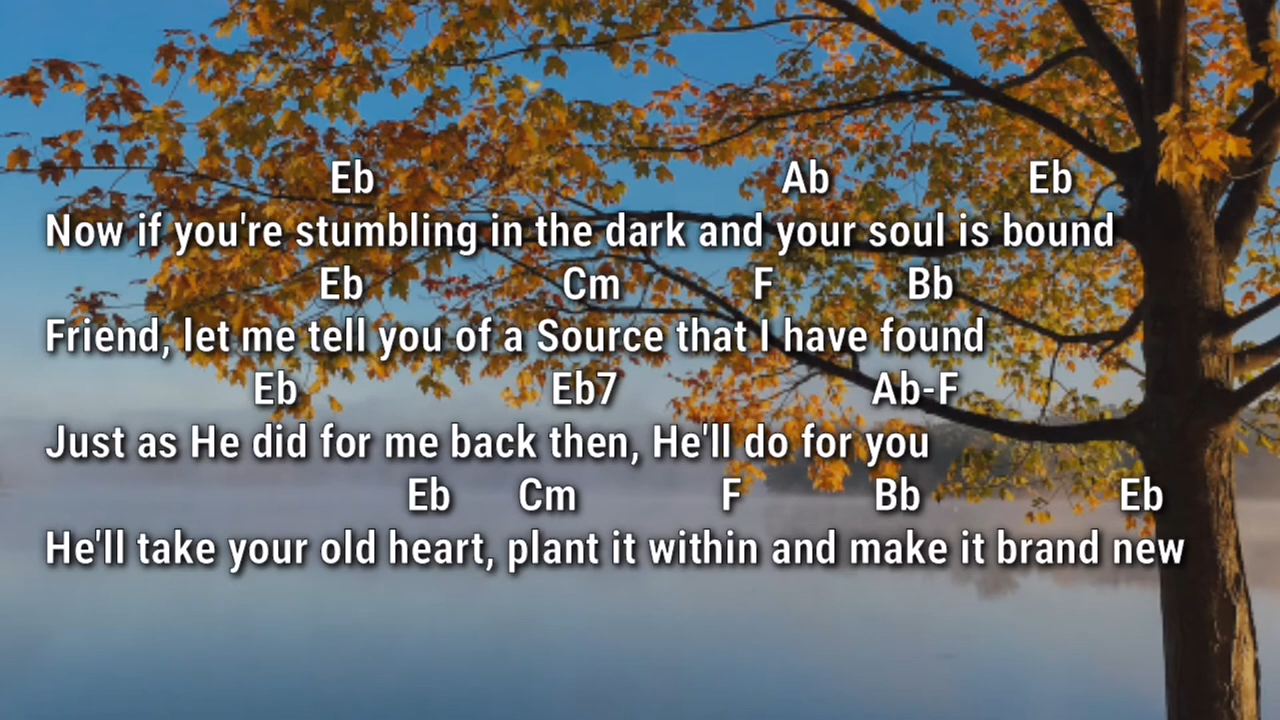 Eb Ab Eb
Now if you're stumbling in the dark and your soul is bound
Eb Cm F Bb
Friend, let me tell you of a Source that I have found
Eb Eb7 Ab-F
Just as He did for me back then, He'll do for you
Eb Cm F Bb Eb
He'll take your old heart, plant it within and make it brand new